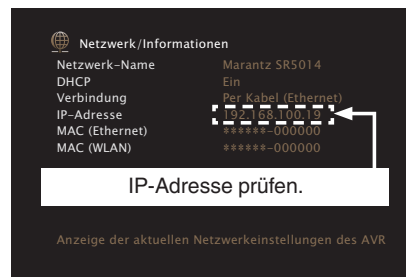 Netzwerk/Informationen
Netzwerk-Name Marantz SR5014
DHCP Ein
Verbindung Per Kabel (Ethernet)
IP-Adresse 192.168.100.19
MAC (Ethernet) ******-000000
MAC (WLAN) ******-000000
IP-Adresse prüfen.
Anzeige der aktuellen Netzwerkeinstellungen des AVR